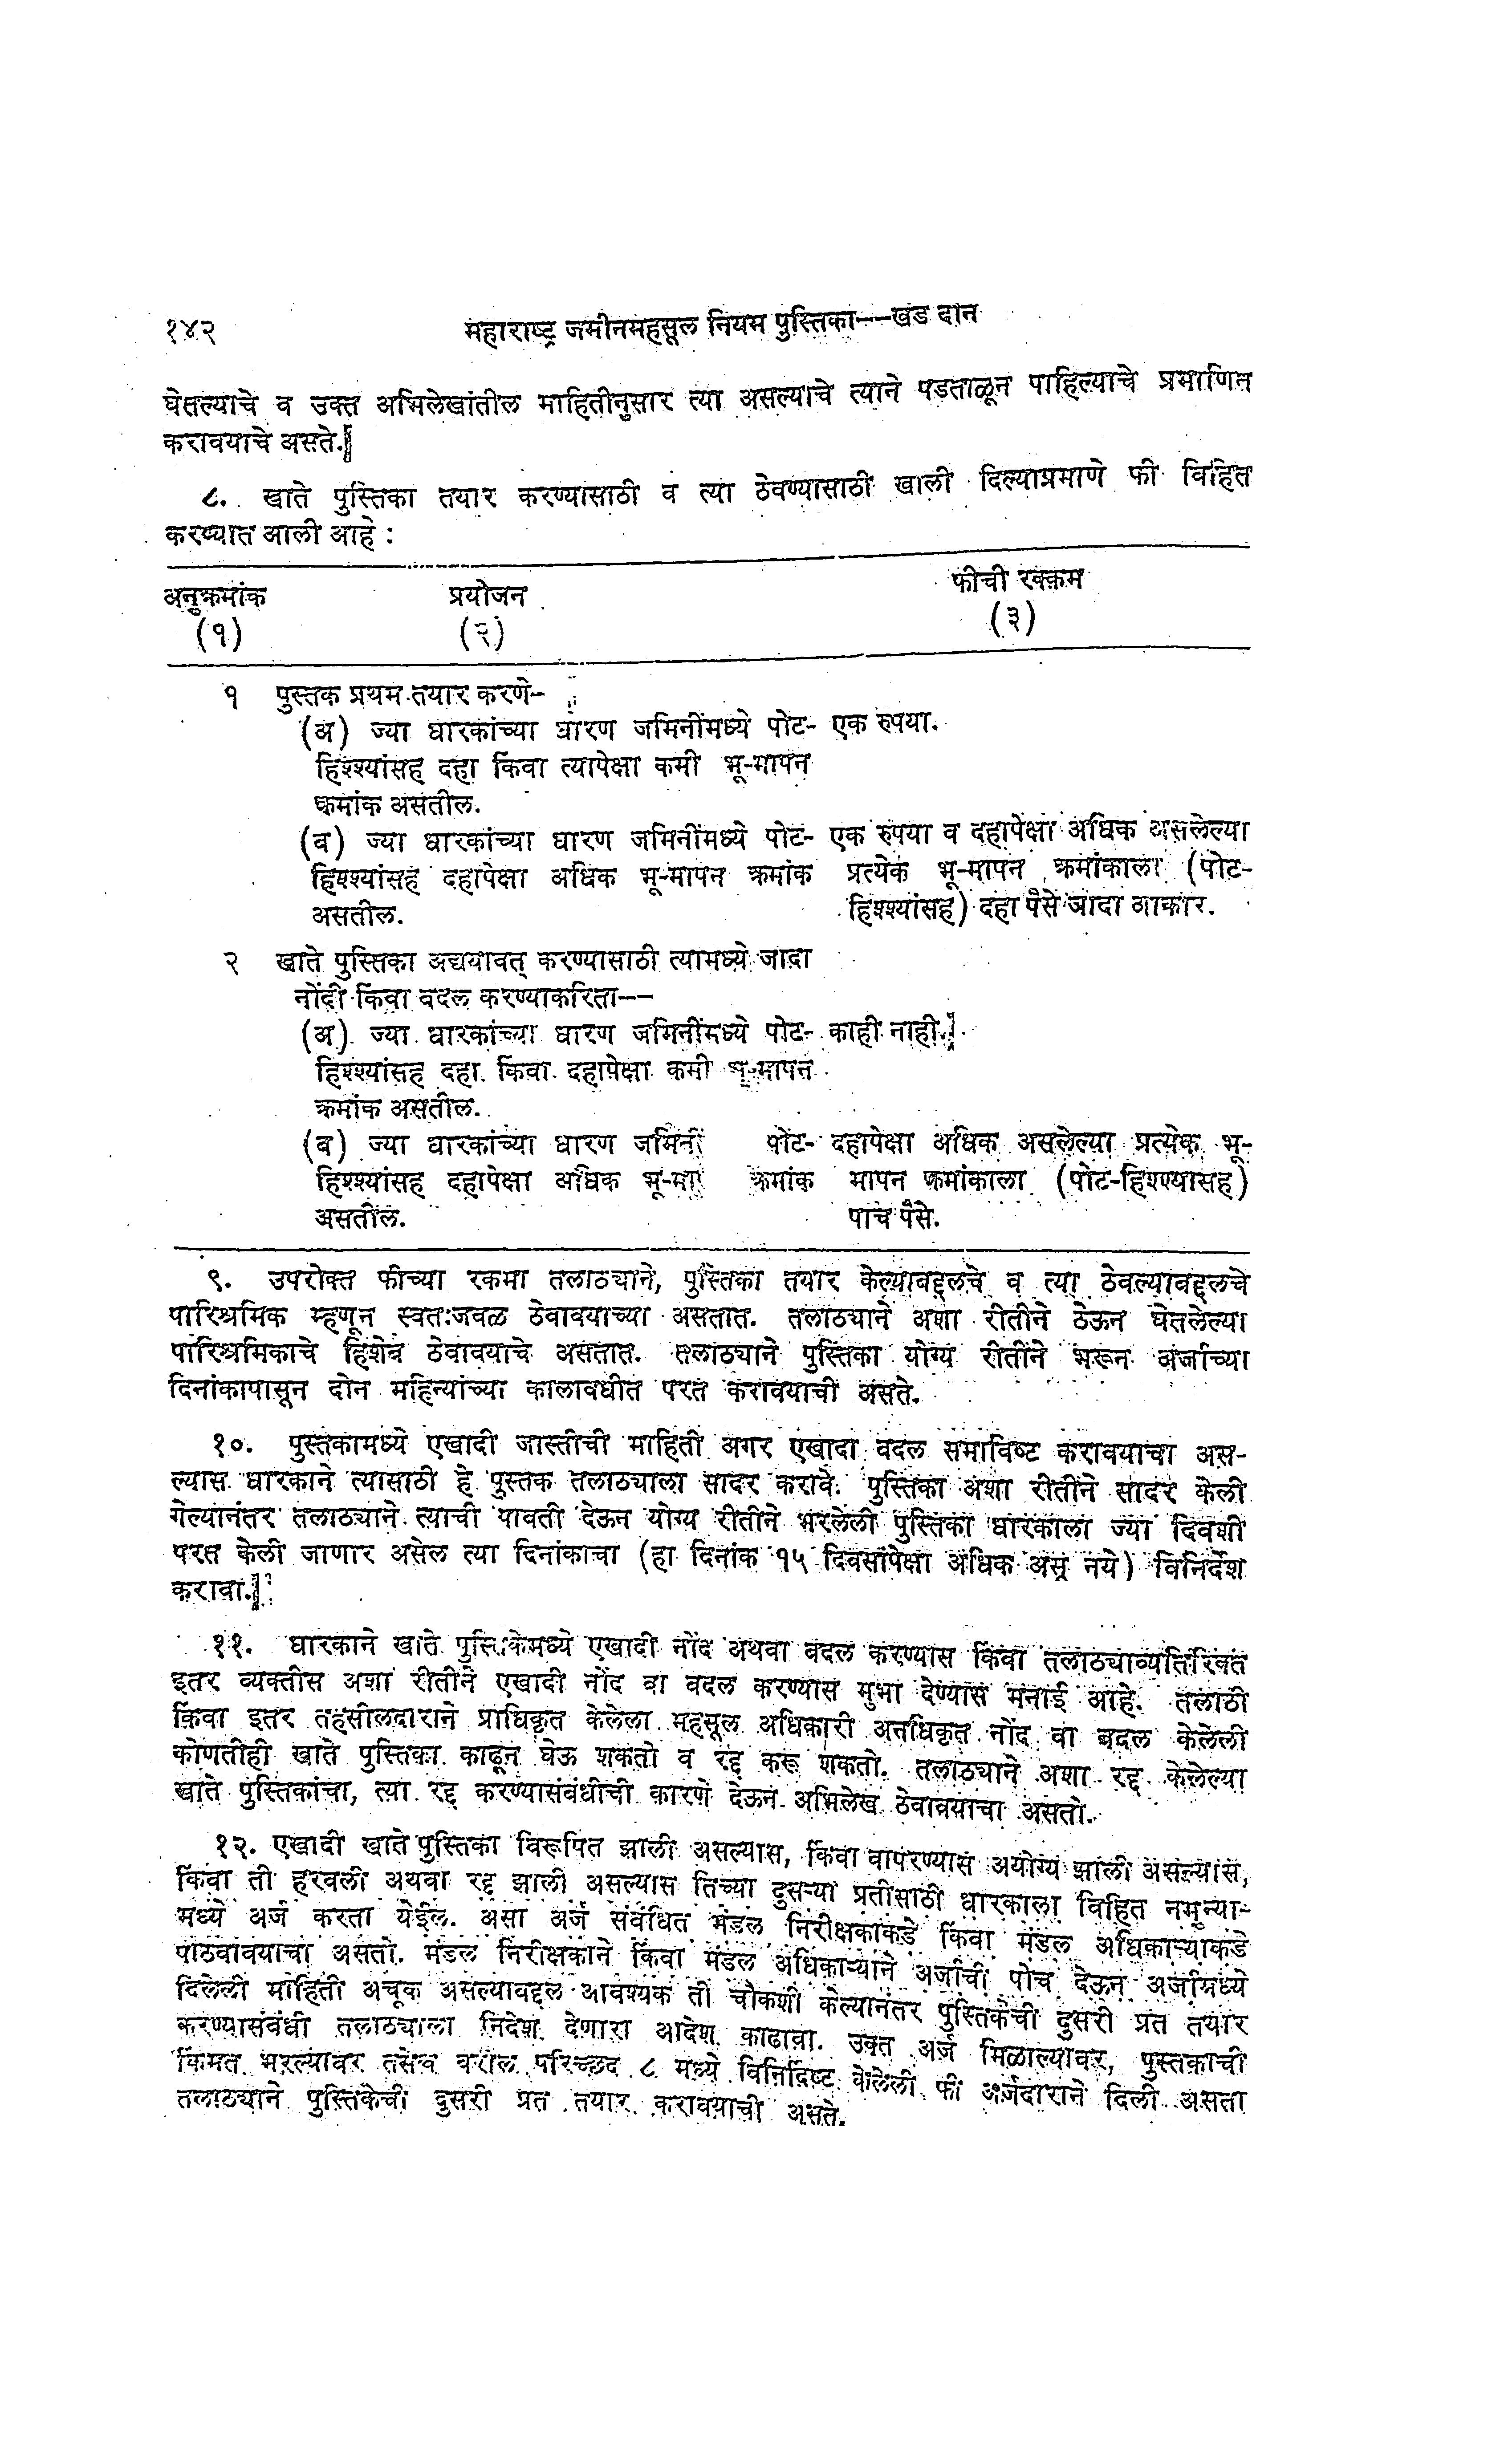 १४२ महाराष्ट्र जमीनमहसूल नियम पुस्तिका--खंड दोन
घेतल्याचे व उक्त अभिलेखांतील माहितीनुसार त्या असल्याचे त्याने पडताळून पाहिल्याचे प्रमाणित
करावयाचे असते.
८. खाते पुस्तिका तयार करण्यासाठी व त्या ठेवण्यासाठी खाली दिल्याप्रमाणे फी विहित
करण्यात आली आहे :
अनुक्रमांक प्रयोजन फीची रक्कम
(१) (२) (३)
१ पुस्तक प्रथम तयार करणे-
(अ) ज्या धारकांच्या धारण जमिनींमध्ये पोट- एक रुपया.
हिश्श्यांसह दहा किंवा त्यापेक्षा कमी भू-मापन
क्रमांक असतील.
(ब) ज्या धारकांच्या धारण जमिनींमध्ये पोट- एक रुपया व दहापेक्षा अधिक असलेल्या
हिश्श्यांसह दहापेक्षा अधिक भू-मापन क्रमांक प्रत्येक भू-मापन क्रमांकाला (पोट-
असतील. हिश्श्यांसह) दहा पैसे जादा आकार.
२ खाते पुस्तिका अद्ययावत् करण्यासाठी त्यामध्ये जादा
नोंदी किंवा बदल करण्याकरिता--
(अ) ज्या धारकांच्या धारण जमिनींमध्ये पोट- काही नाही.
हिश्श्यांसह दहा किंवा दहापेक्षा कमी भू-मापन
क्रमांक असतील.
(ब) ज्या धारकांच्या धारण जमिनीं पोट- दहापेक्षा अधिक असलेल्या प्रत्येक भू-
हिश्श्यांसह दहापेक्षा अधिक भू-मा क्रमांक मापन क्रमांकाला (पोट-हिश्श्यासह)
असतील. पाच पैसे.
९. उपरोक्त फीच्या रकमा तलाठ्याने, पुस्तिका तयार केल्याबद्दलचे व त्या ठेवल्याबद्दलचे
पारिश्रमिक म्हणून स्वतःजवळ ठेवावयाच्या असतात. तलाठ्याने अशा रीतीने ठेऊन घेतलेल्या
पारिश्रमिकाचे हिशेब ठेवावयाचे असतात. तलाठ्याने पुस्तिका योग्य रीतीने भरून अर्जाच्या
दिनांकापासून दोन महिन्यांच्या कालावधीत परत करावयाची असते.
१०. पुस्तकामध्ये एखादी जास्तीची माहिती अगर एखादा बदल समाविष्ट करावयाचा अस-
ल्यास धारकाने त्यासाठी हे पुस्तक तलाठ्याला सादर करावे. पुस्तिका अशा रीतीने सादर केली
गेल्यानंतर तलाठ्याने त्याची पावती देऊन योग्य रीतीने भरलेली पुस्तिका धारकाला ज्या दिवशी
परत केली जाणार असेल त्या दिनांकाचा (हा दिनांक १५ दिवसांपेक्षा अधिक असू नये) विनिर्देश
करावा.
११. धारकाने खाते पुस्तिकेमध्ये एखादी नोंद अथवा बदल करण्यास किंवा तलाठ्याव्यतिरिक्त
इतर व्यक्तीस अशा रीतीने एखादी नोंद वा बदल करण्यास मुभा देण्यास मनाई आहे. तलाठी
किंवा इतर तहसीलदाराने प्राधिकृत केलेला महसूल अधिकारी अनधिकृत नोंद वा बदल केलेली
कोणतीही खाते पुस्तिका काढून घेऊ शकतो व रद्द करू शकतो. तलाठ्याने अशा रद्द केलेल्या
खाते पुस्तिकांचा, त्या रद्द करण्यासंबंधीची कारणे देऊन अभिलेख ठेवावयाचा असतो.
१२. एखादी खाते पुस्तिका विरूपित झाली असल्यास, किंवा वापरण्यास अयोग्य झाली असल्यास,
किंवा ती हरवली अथवा रद्द झाली असल्यास तिच्या दुसऱ्या प्रतीसाठी धारकाला विहित नमुन्या-
मध्ये अर्ज करता येईल. असा अर्ज संबंधित मंडल निरीक्षकाकडे किंवा मंडल अधिकाऱ्याकडे
पाठवावयाचा असतो. मंडल निरीक्षकाने किंवा मंडल अधिकाऱ्याने अर्जाची पोच देऊन अर्जामध्ये
दिलेली माहिती अचूक असल्याबद्दल आवश्यक ती चौकशी केल्यानंतर पुस्तिकेची दुसरी प्रत तयार
करण्यासंबंधी तलाठ्याला निदेश देणारा आदेश काढावा. उक्त अर्ज मिळाल्यावर, पुस्तकाची
किंमत भरल्यावर तसेच वरील परिच्छेद ८ मध्ये विनिर्दिष्ट केलेली फी अर्जदाराने दिली असता
तलाठ्याने पुस्तिकेची दुसरी प्रत तयार करावयाची असते.